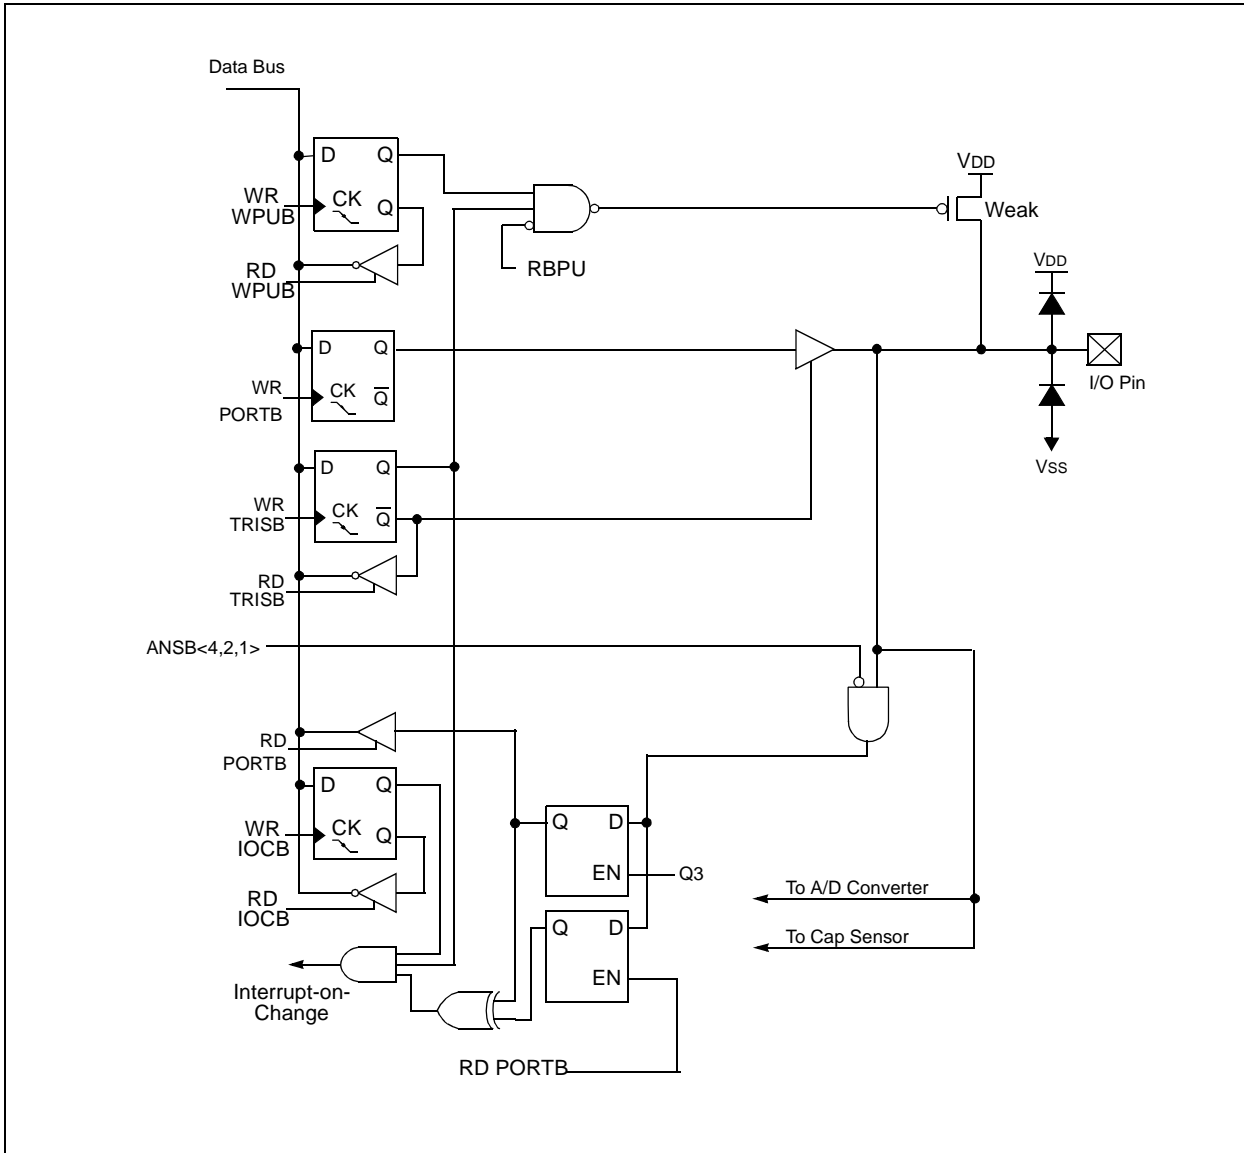 Data Bus
D Q
WR
WPUB
CK
Q
RD
WPUB
RBPU
VDD
Weak
VDD
D Q
WR
PORTB
CK
Q
I/O Pin
VSS
D Q
WR
TRISB
CK
Q
RD
TRISB
ANSB<4,2,1>
RD
PORTB
D Q
WR
IOCB
CK
Q
RD
IOCB
Q D
EN
Q3
Q D
EN
To A/D Converter
To Cap Sensor
Interrupt-on-
Change
RD PORTB